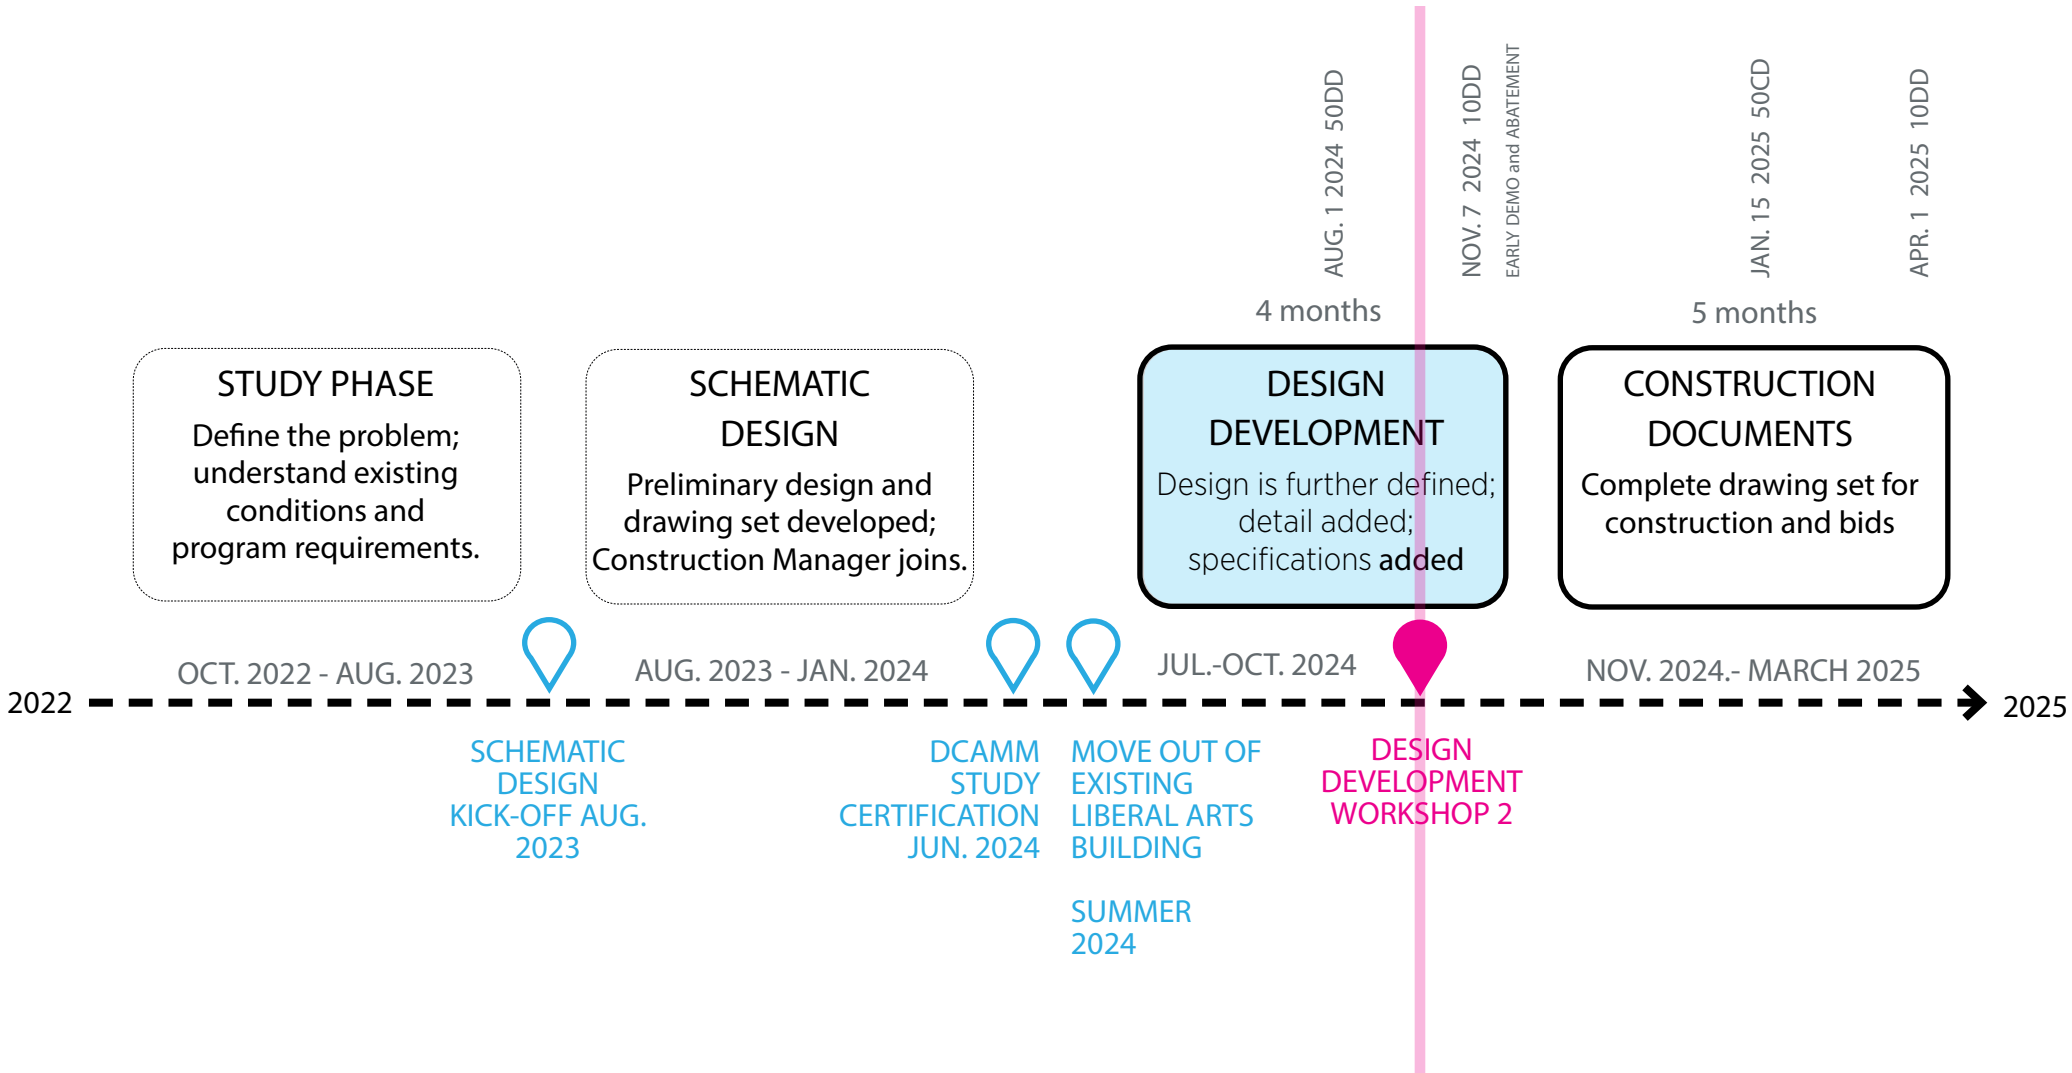 AUG. 1 2024 50DD
NOV. 7 2024 10DD
EARLY DEMO and ABATEMENT
JAN. 15 2025 50CD
APR. 1 2025 10DD
4 months
5 months
STUDY PHASE
Define the problem;
understand existing
conditions and
program requirements.
SCHEMATIC
DESIGN
Preliminary design and
drawing set developed;
Construction Manager joins.
DESIGN
DEVELOPMENT
Design is further defined;
detail added;
specifications added
CONSTRUCTION
DOCUMENTS
Complete drawing set for
construction and bids
OCT. 2022 - AUG. 2023
AUG. 2023 - JAN. 2024
JUL.-OCT. 2024
NOV. 2024.- MARCH 2025
2022
2025
SCHEMATIC
DESIGN
KICK-OFF AUG.
2023
DCAMM
STUDY
CERTIFICATION
JUN. 2024
MOVE OUT OF
EXISTING
LIBERAL ARTS
BUILDING
SUMMER
2024
DESIGN
DEVELOPMENT
WORKSHOP 2